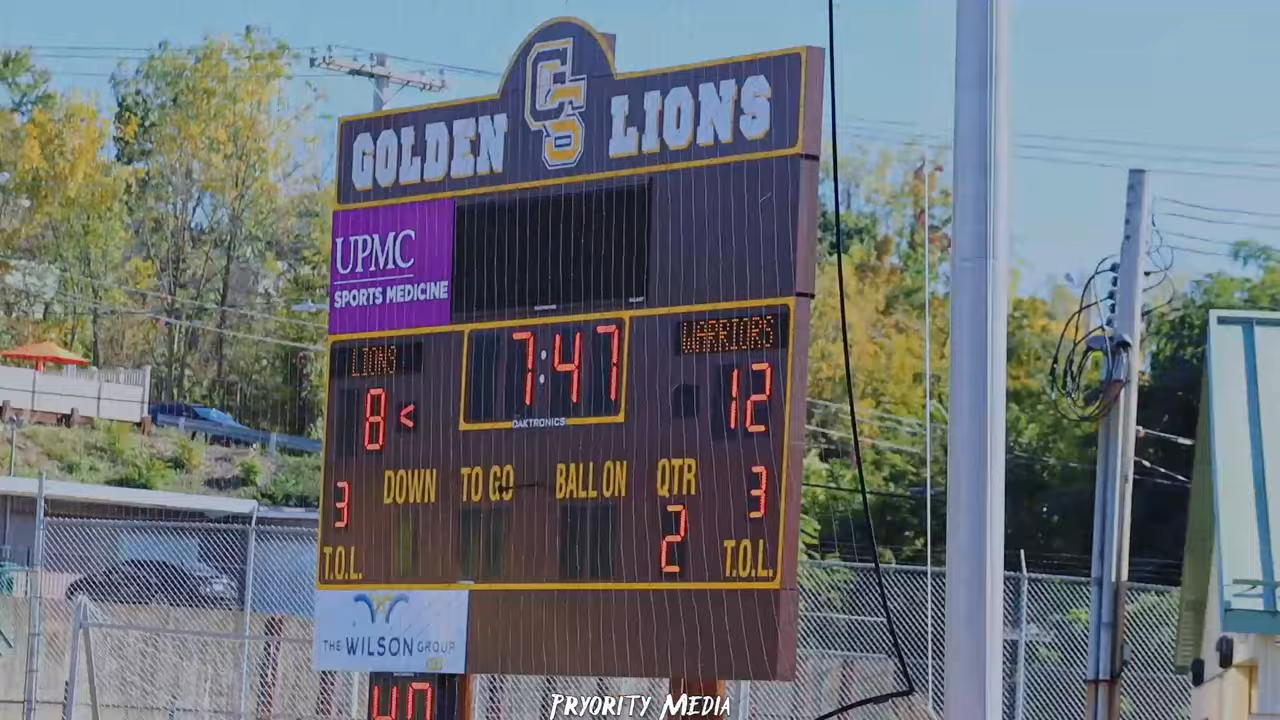 GOLDEN GS LIONS
UPMC
SPORTS MEDICINE
LIONS 7:47 WARRIORS
8 < 12
DAKTRONICS
DOWN TO GO BALL ON QTR
3 2 3
T.O.L. T.O.L.
THE WILSON GROUP
40
PRYORITY MEDIA